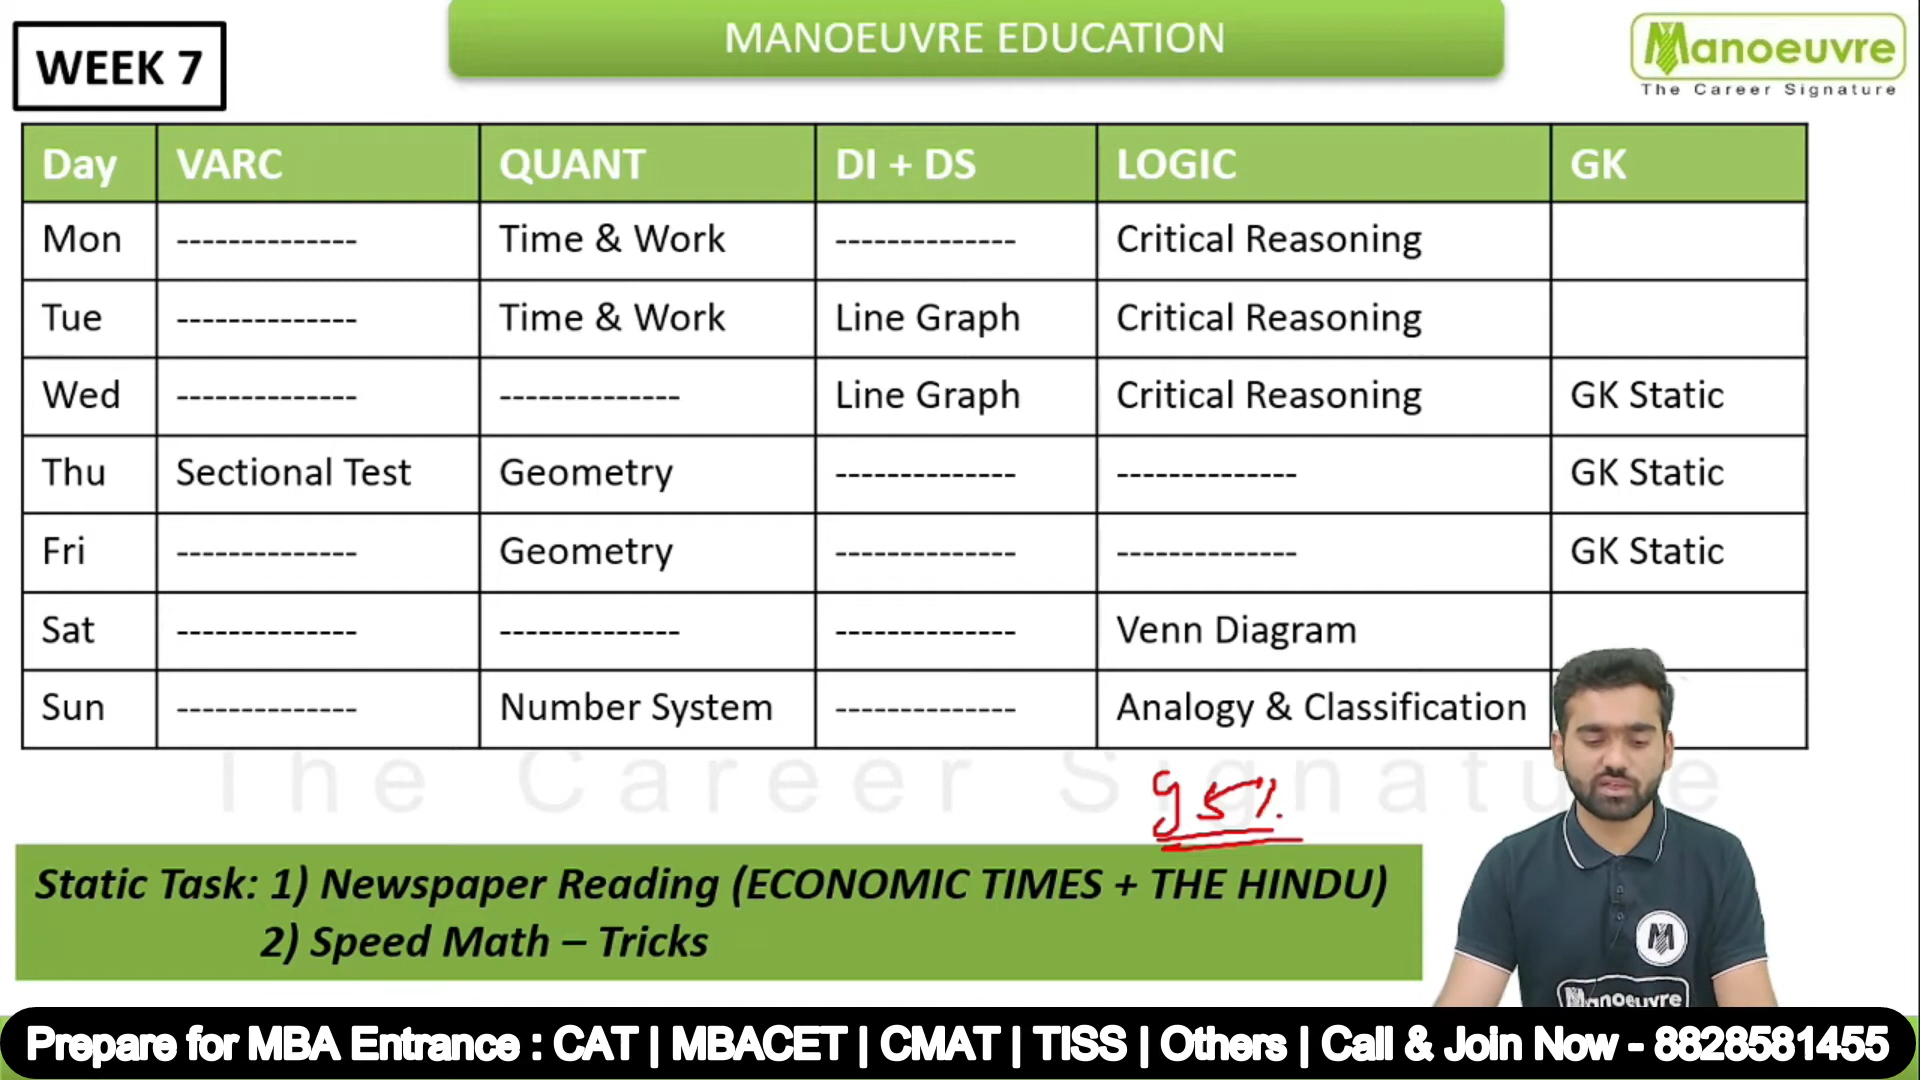 WEEK 7
MANOEUVRE EDUCATION
Manoeuvre
The Career Signature
Day VARC QUANT DI + DS LOGIC GK
Mon -------------- Time & Work -------------- Critical Reasoning
Tue -------------- Time & Work Line Graph Critical Reasoning
Wed -------------- -------------- Line Graph Critical Reasoning GK Static
Thu Sectional Test Geometry -------------- -------------- GK Static
Fri -------------- Geometry -------------- -------------- GK Static
Sat -------------- -------------- -------------- Venn Diagram
Sun -------------- Number System -------------- Analogy & Classification
The Career Signature
95%.
Static Task: 1) Newspaper Reading (ECONOMIC TIMES + THE HINDU)
2) Speed Math – Tricks
M
Manoeuvre
Prepare for MBA Entrance : CAT | MBACET | CMAT | TISS | Others | Call & Join Now - 8828581455